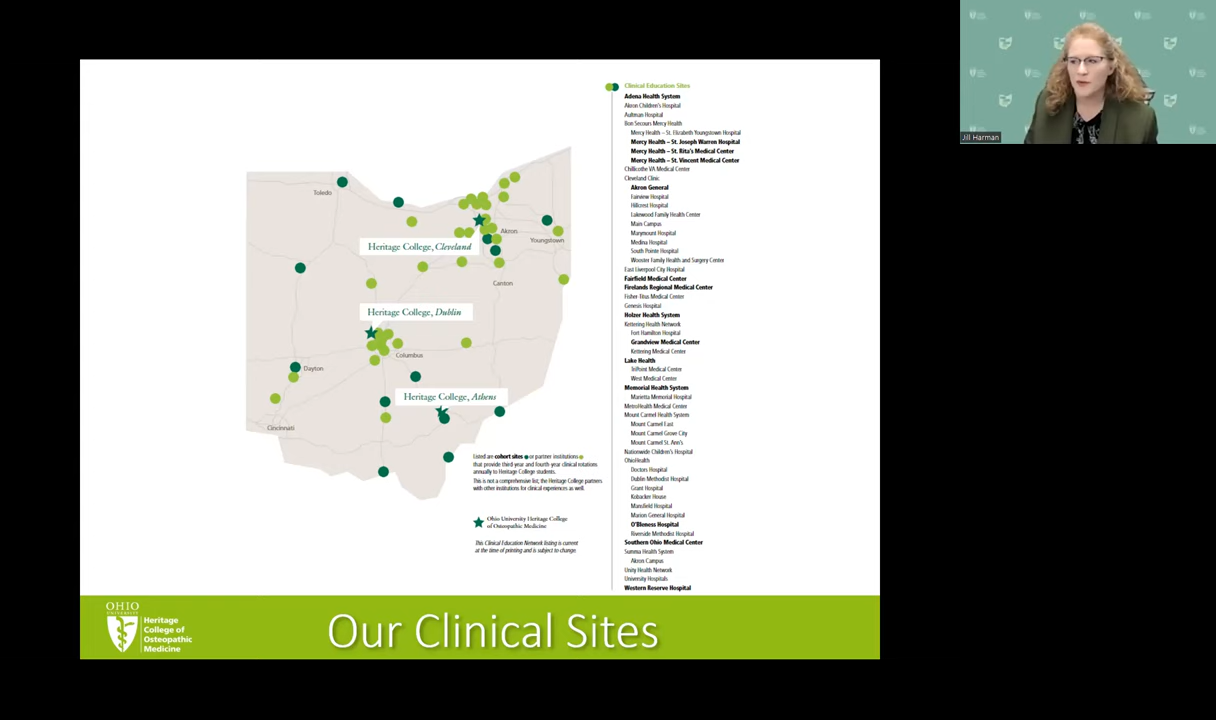 Clinical Education Sites
Adena Health System
Akron Children's Hospital
Aultman Hospital
Bon Secours Mercy Health
Mercy Health – St. Elizabeth Youngstown Hospital
Mercy Health – St. Joseph Warren Hospital
Mercy Health – St. Rita's Medical Center
Mercy Health – St. Vincent Medical Center
Chillicothe VA Medical Center
Cleveland Clinic
Akron General
Fairview Hospital
Hillcrest Hospital
Lakewood Family Health Center
Main Campus
Marymount Hospital
Medina Hospital
South Pointe Hospital
Wooster Family Health and Surgery Center
East Liverpool City Hospital
Fairfield Medical Center
Firelands Regional Medical Center
Fisher-Titus Medical Center
Genesis Hospital
Holzer Health System
Kettering Health Network
Fort Hamilton Hospital
Grandview Medical Center
Kettering Medical Center
Lake Health
TriPoint Medical Center
West Medical Center
Memorial Health System
Marietta Memorial Hospital
MetroHealth Medical Center
Mount Carmel Health System
Mount Carmel East
Mount Carmel Grove City
Mount Carmel St. Ann's
Nationwide Children's Hospital
OhioHealth
Doctors Hospital
Dublin Methodist Hospital
Grant Hospital
Kobacker House
Mansfield Hospital
Marion General Hospital
O'Bleness Hospital
Riverside Methodist Hospital
Southern Ohio Medical Center
Summa Health System
Akron Campus
Unity Health Network
University Hospitals
Western Reserve Hospital
Toledo
Akron
Youngstown
Heritage College, Cleveland
Canton
Heritage College, Dublin
Columbus
Dayton
Heritage College, Athens
Cincinnati
Listed are cohort sites or partner institutions
that provide third-year and fourth-year clinical rotations
annually to Heritage College students.
This is not a comprehensive list; the Heritage College partners
with other institutions for clinical experiences as well.
Ohio University Heritage College
of Osteopathic Medicine
This Clinical Education Network listing is current
at the time of printing and is subject to change.
OHIO
UNIVERSITY
Heritage
College of
Osteopathic
Medicine
Our Clinical Sites
Jill Harman